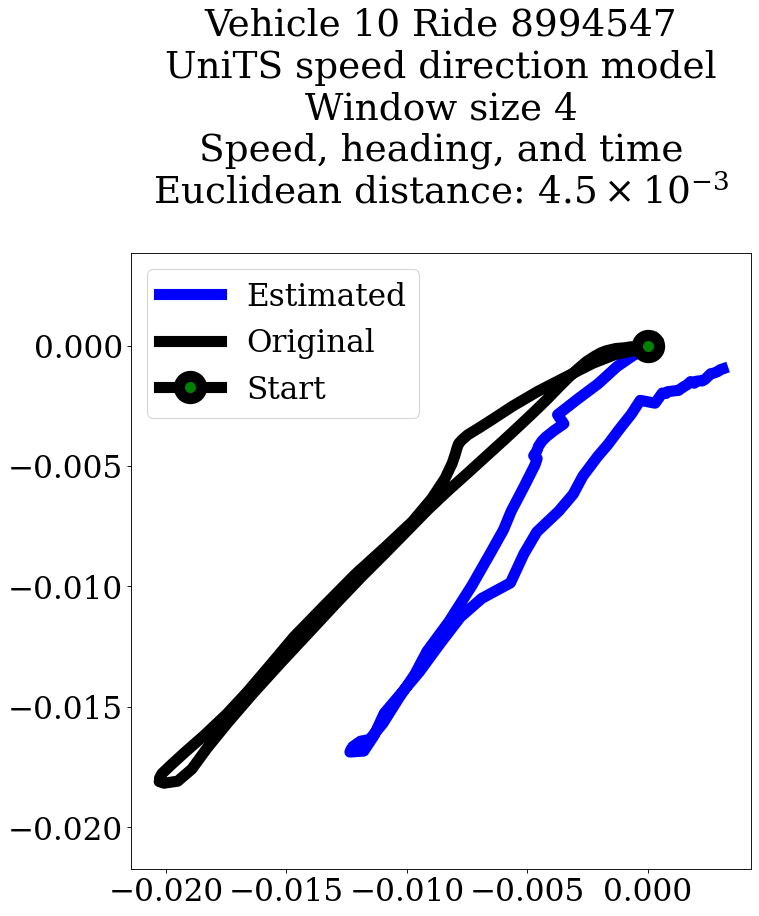 Vehicle 10 Ride 8994547
UniTS speed direction model
Window size 4
Speed, heading, and time
Euclidean distance: 4.5 × 10⁻³
Estimated
Original
Start
0.000
−0.005
−0.010
−0.015
−0.020
−0.020 −0.015 −0.010 −0.005 0.000